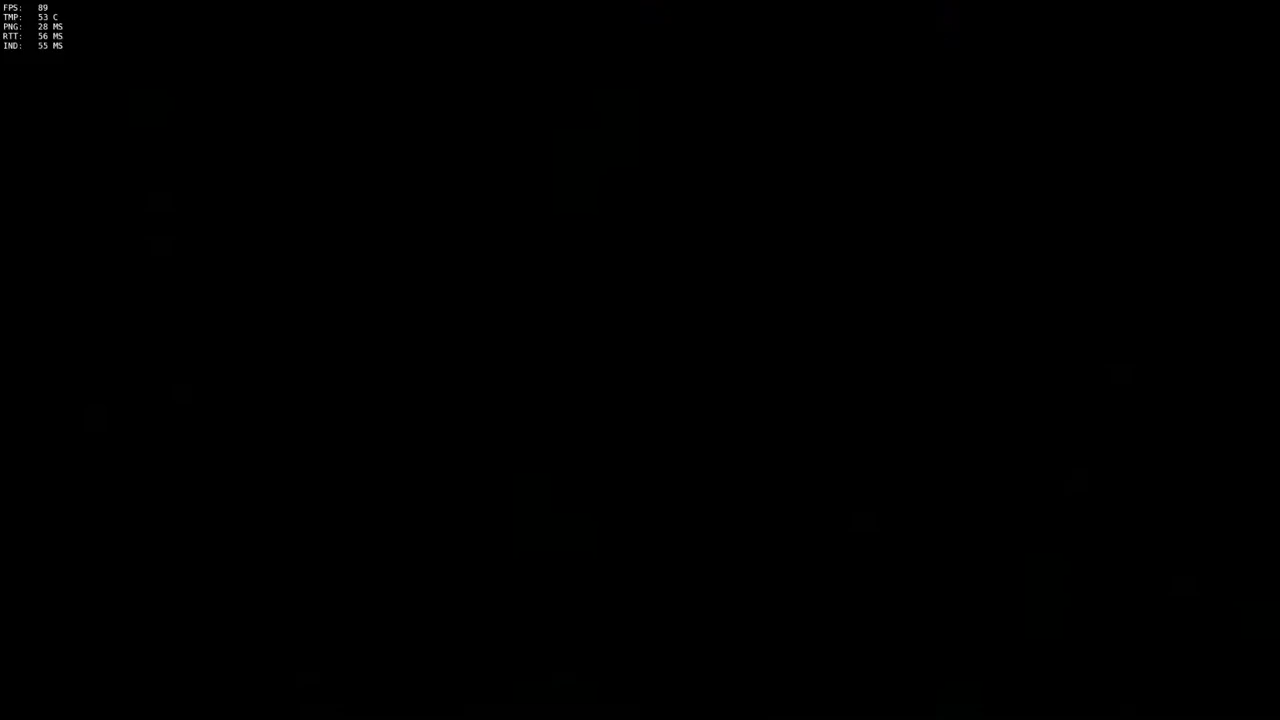 FPS: 89
TMP: 53 C
PNG: 28 MS
RTT: 56 MS
IND: 55 MS